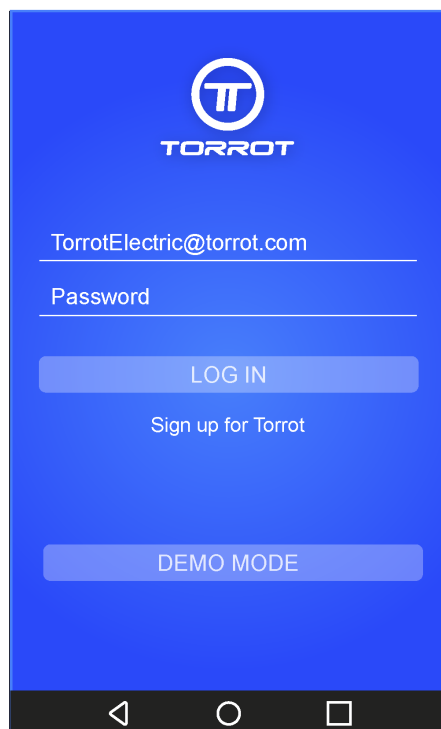 TORROT
TorrotElectric@torrot.com
Password
LOG IN
Sign up for Torrot
DEMO MODE